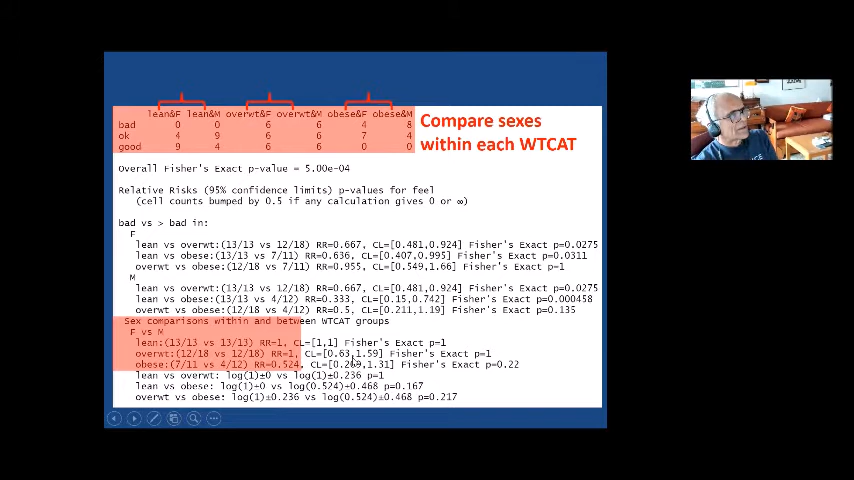 lean&F lean&M overwt&F overwt&M obese&F obese&M
bad 0 0 6 6 4 8
ok 4 9 6 6 7 4
good 9 4 6 6 0 0
Compare sexes
within each WTCAT
Overall Fisher's Exact p-value = 5.00e-04
Relative Risks (95% confidence limits) p-values for feel
(cell counts bumped by 0.5 if any calculation gives 0 or ∞)
bad vs > bad in:
F
lean vs overwt:(13/13 vs 12/18) RR=0.667, CL=[0.481,0.924] Fisher's Exact p=0.0275
lean vs obese:(13/13 vs 7/11) RR=0.636, CL=[0.407,0.995] Fisher's Exact p=0.0311
overwt vs obese:(12/18 vs 7/11) RR=0.955, CL=[0.549,1.66] Fisher's Exact p=1
M
lean vs overwt:(13/13 vs 12/18) RR=0.667, CL=[0.481,0.924] Fisher's Exact p=0.0275
lean vs obese:(13/13 vs 4/12) RR=0.333, CL=[0.15,0.742] Fisher's Exact p=0.000458
overwt vs obese:(12/18 vs 4/12) RR=0.5, CL=[0.211,1.19] Fisher's Exact p=0.135
Sex comparisons within and between WTCAT groups
F vs M
lean:(13/13 vs 13/13) RR=1, CL=[1,1] Fisher's Exact p=1
overwt:(12/18 vs 12/18) RR=1, CL=[0.63,1.59] Fisher's Exact p=1
obese:(7/11 vs 4/12) RR=0.524, CL=[0.209,1.31] Fisher's Exact p=0.22
lean vs overwt: log(1)±0 vs log(1)±0.236 p=1
lean vs obese: log(1)±0 vs log(0.524)±0.468 p=0.167
overwt vs obese: log(1)±0.236 vs log(0.524)±0.468 p=0.217